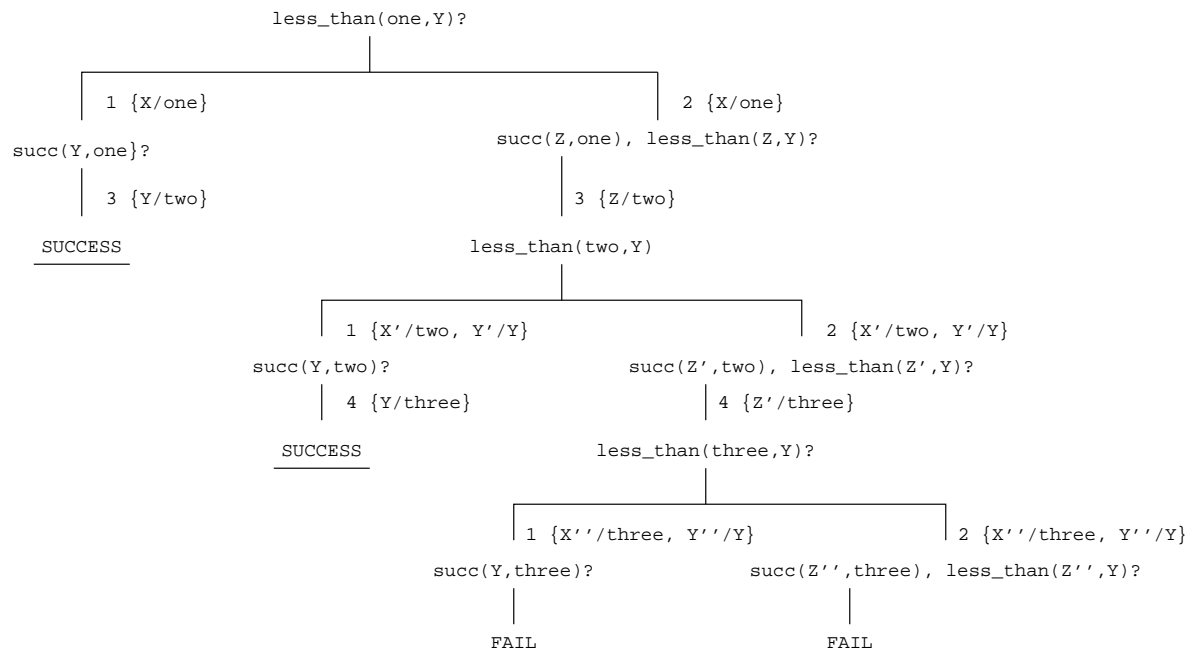 less_than(one,Y)?
1 {X/one}
2 {X/one}
succ(Y,one}?
succ(Z,one), less_than(Z,Y)?
3 {Y/two}
3 {Z/two}
SUCCESS
less_than(two,Y)
1 {X'/two, Y'/Y}
2 {X'/two, Y'/Y}
succ(Y,two)?
succ(Z',two), less_than(Z',Y)?
4 {Y/three}
4 {Z'/three}
SUCCESS
less_than(three,Y)?
1 {X''/three, Y''/Y}
2 {X''/three, Y''/Y}
succ(Y,three)?
succ(Z'',three), less_than(Z'',Y)?
FAIL
FAIL